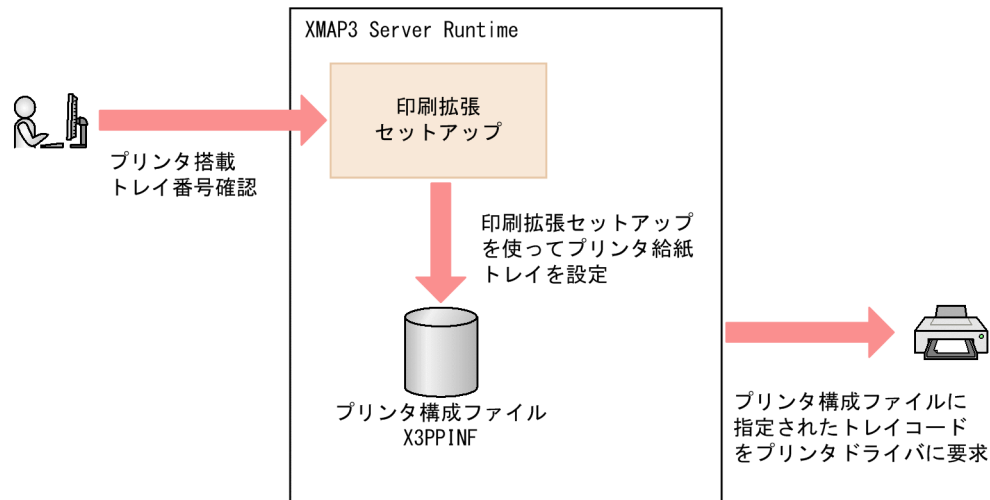 XMAP3 Server Runtime
印刷拡張
セットアップ
プリンタ搭載
トレイ番号確認
印刷拡張セットアップ
を使ってプリンタ給紙
トレイを設定
プリンタ構成ファイル
X3PPINF
プリンタ構成ファイルに
指定されたトレイコード
をプリンタドライバに要求